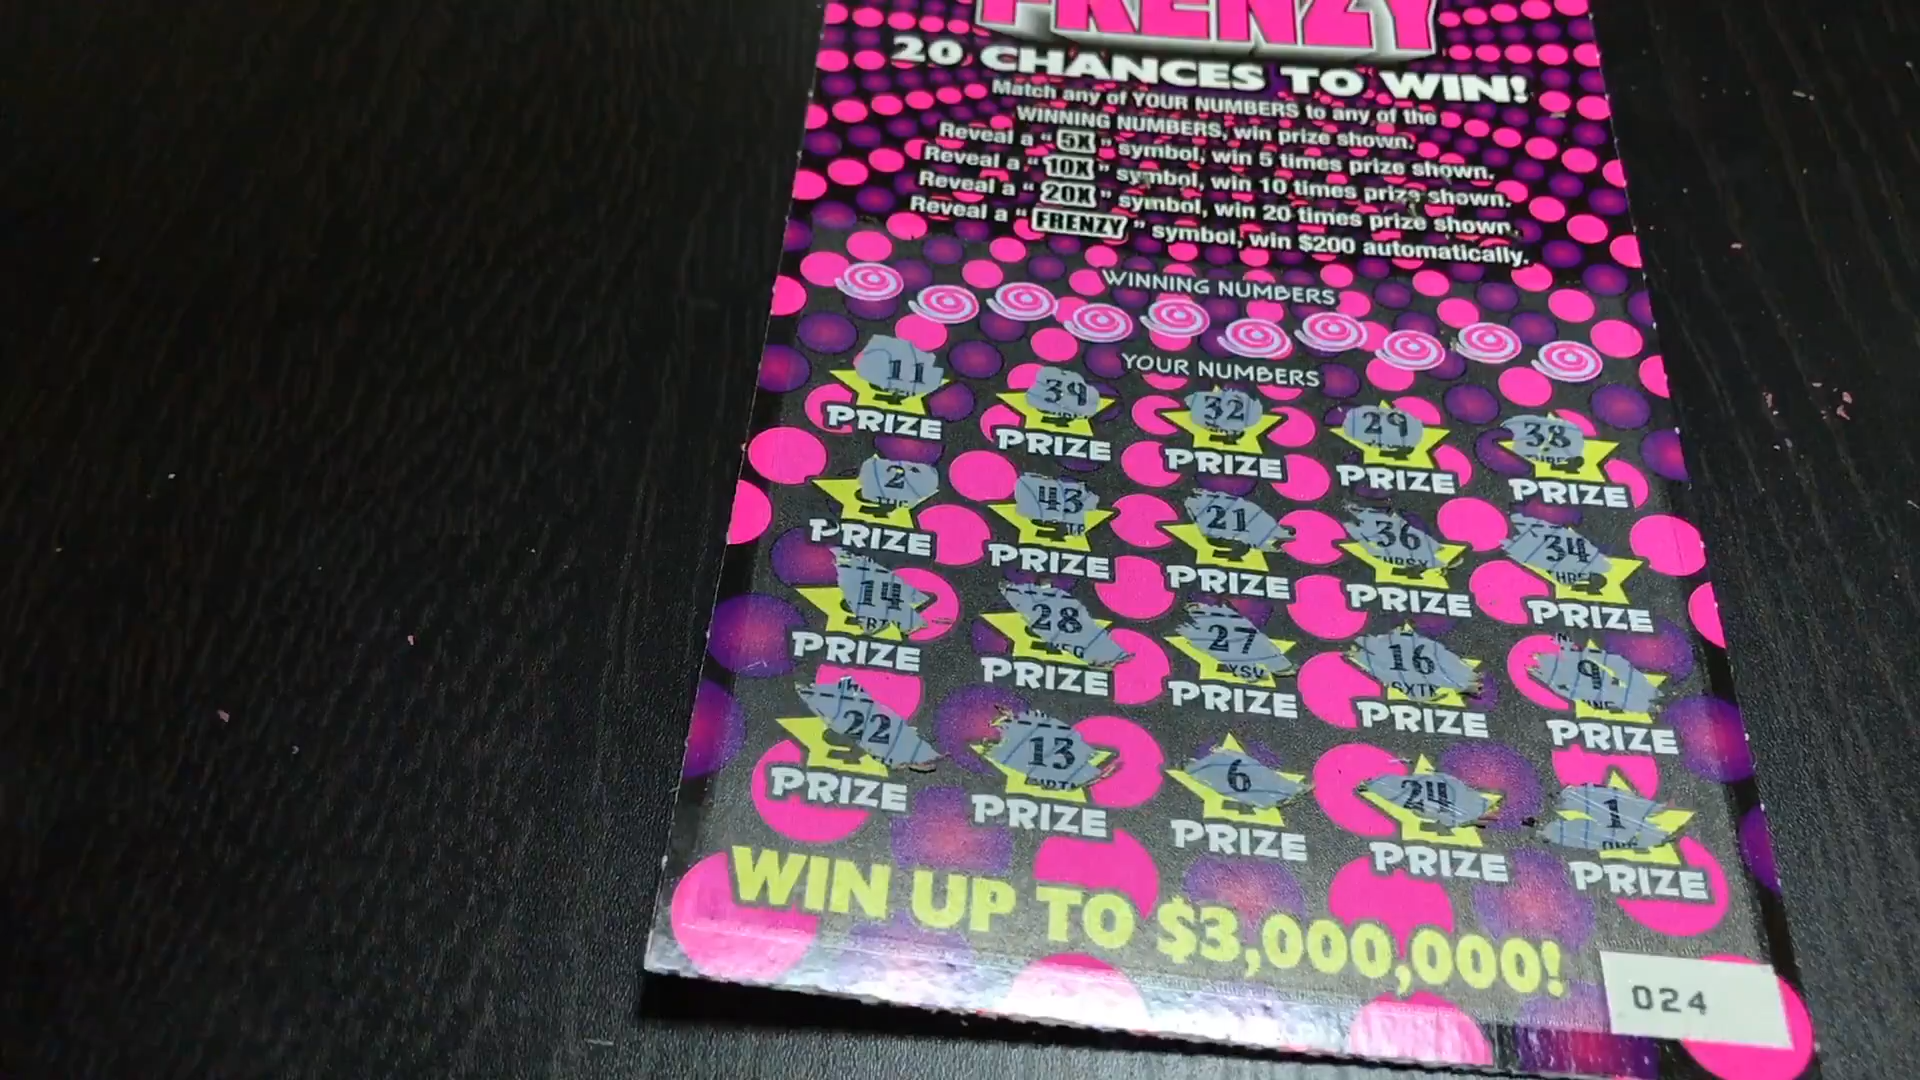 FRENZY
20 CHANCES TO WIN!
Match any of YOUR NUMBERS to any of the
WINNING NUMBERS, win prize shown.
Reveal a " 5X " symbol, win 5 times prize shown.
Reveal a " 10X " symbol, win 10 times prize shown.
Reveal a " 20X " symbol, win 20 times prize shown.
Reveal a " FRENZY " symbol, win $200 automatically.
WINNING NUMBERS
YOUR NUMBERS
11 39 32 29 38
PRIZE PRIZE PRIZE PRIZE PRIZE
2 43 21 36 34
PRIZE PRIZE PRIZE PRIZE PRIZE
14 28 27 16 9
PRIZE PRIZE PRIZE PRIZE PRIZE
22 13 6 24 1
PRIZE PRIZE PRIZE PRIZE PRIZE
WIN UP TO $3,000,000!
024